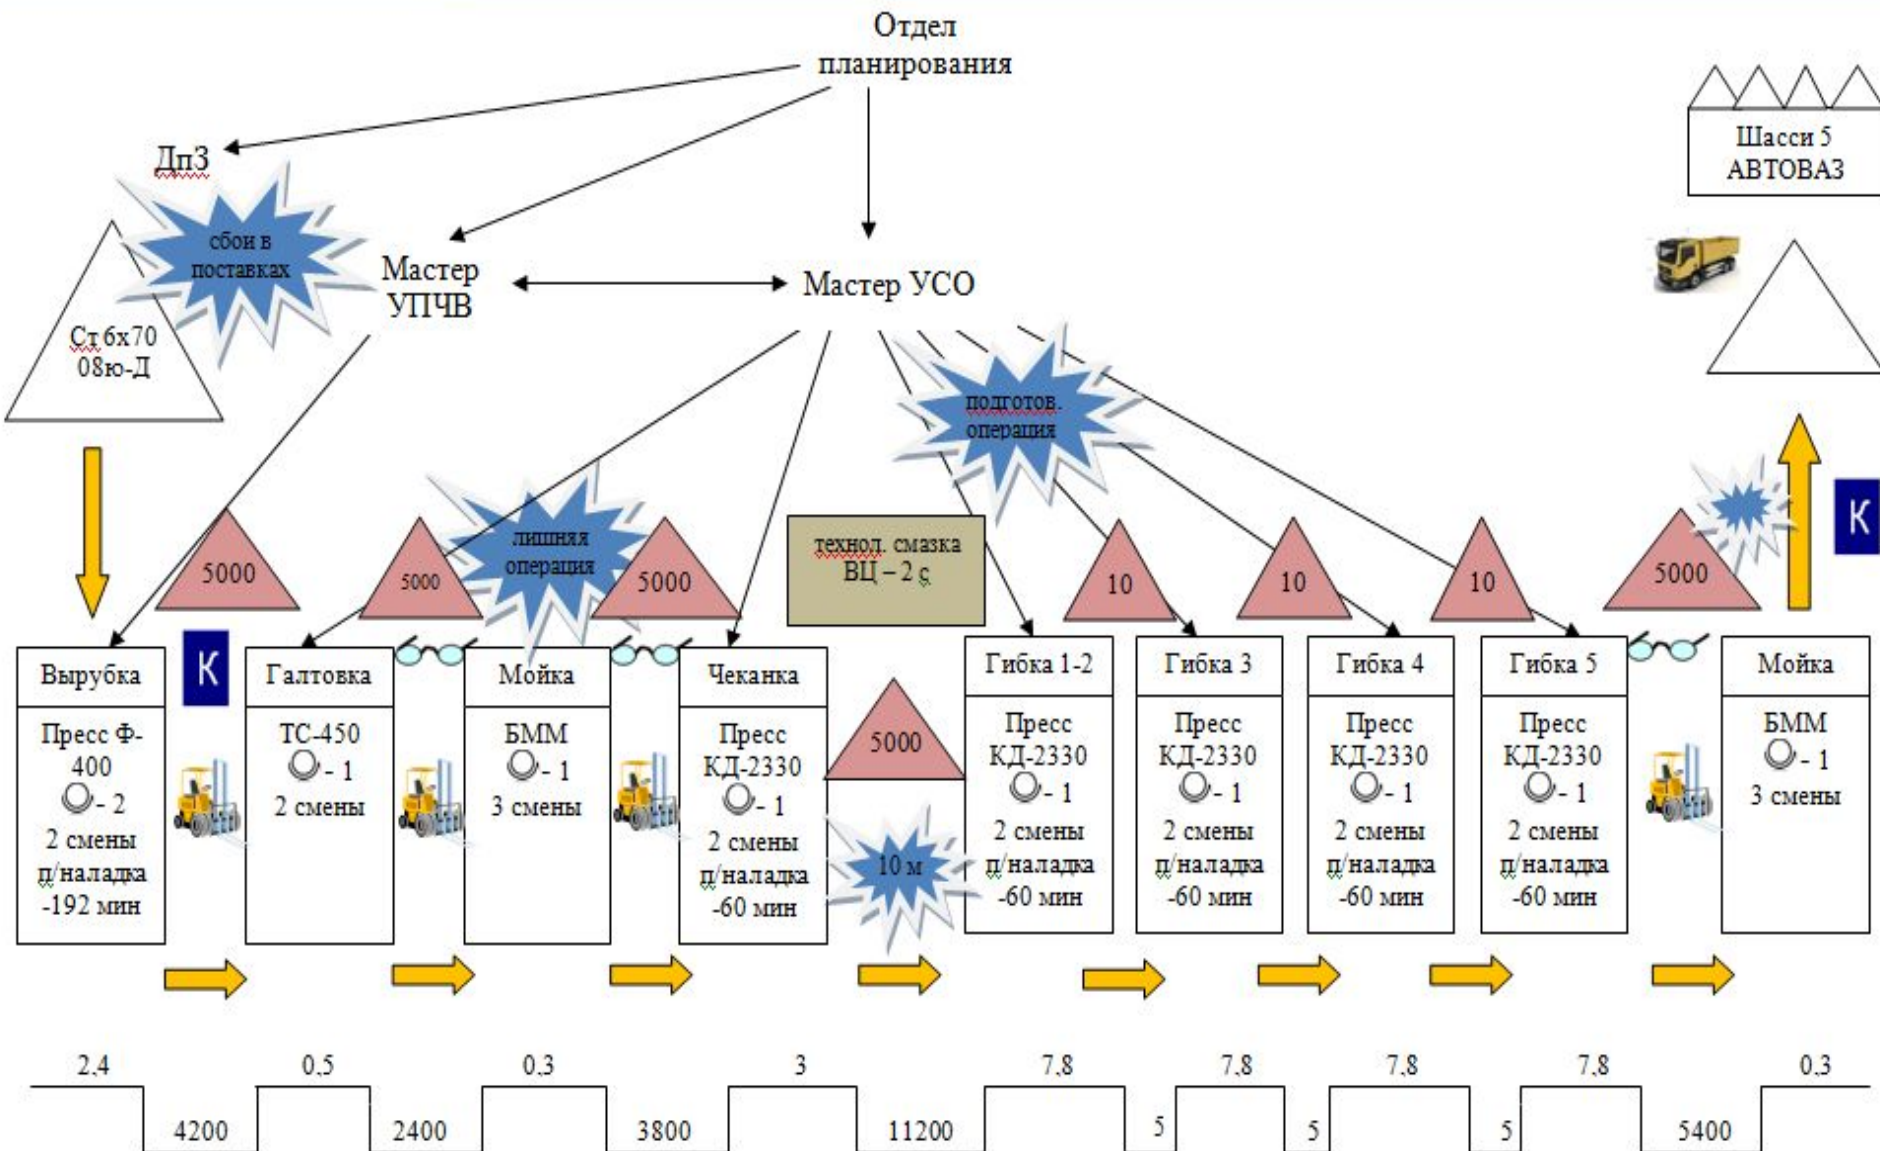 Отдел
планирования
ДпЗ
сбои в
поставках
Ст 6х70
08ю-Д
Мастер
УПЧВ
Мастер УСО
Шасси 5
АВТОВАЗ
подготов.
операция
лишняя
операция
технол. смазка
ВЦ – 2 с
К
5000
5000
5000
10
10
10
5000
К
5000
10 м
Вырубка
Пресс Ф-
400
- 2
2 смены
п/наладка
-192 мин
Галтовка
ТС-450
- 1
2 смены
Мойка
БММ
- 1
3 смены
Чеканка
Пресс
КД-2330
- 1
2 смены
п/наладка
-60 мин
Гибка 1-2
Пресс
КД-2330
- 1
2 смены
п/наладка
-60 мин
Гибка 3
Пресс
КД-2330
- 1
2 смены
п/наладка
-60 мин
Гибка 4
Пресс
КД-2330
- 1
2 смены
п/наладка
-60 мин
Гибка 5
Пресс
КД-2330
- 1
2 смены
п/наладка
-60 мин
Мойка
БММ
- 1
3 смены
2,4 0,5 0,3 3 7,8 7,8 7,8 7,8 0,3
4200 2400 3800 11200 5 5 5 5400